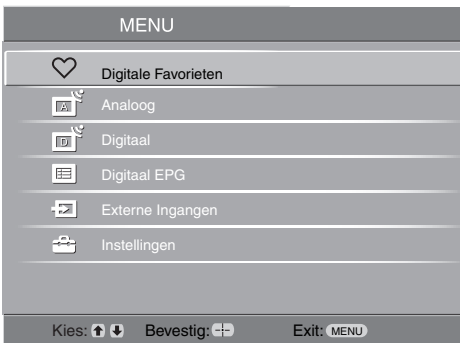 MENU
Digitale Favorieten
A Analoog
D Digitaal
Digitaal EPG
Externe Ingangen
Instellingen
Kies: Bevestig: Exit: MENU